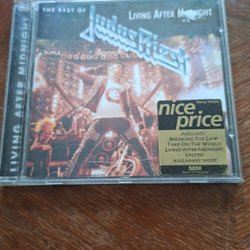 THE BEST OF
LIVING AFTER MIDNIGHT
Judas Priest
LIVING AFTER MIDNIGHT
nice
price
INCLUDES
BREAKING THE LAW
TAKE ON THE WORLD
LIVING AFTER MIDNIGHT
UNITED
AND MANY MORE